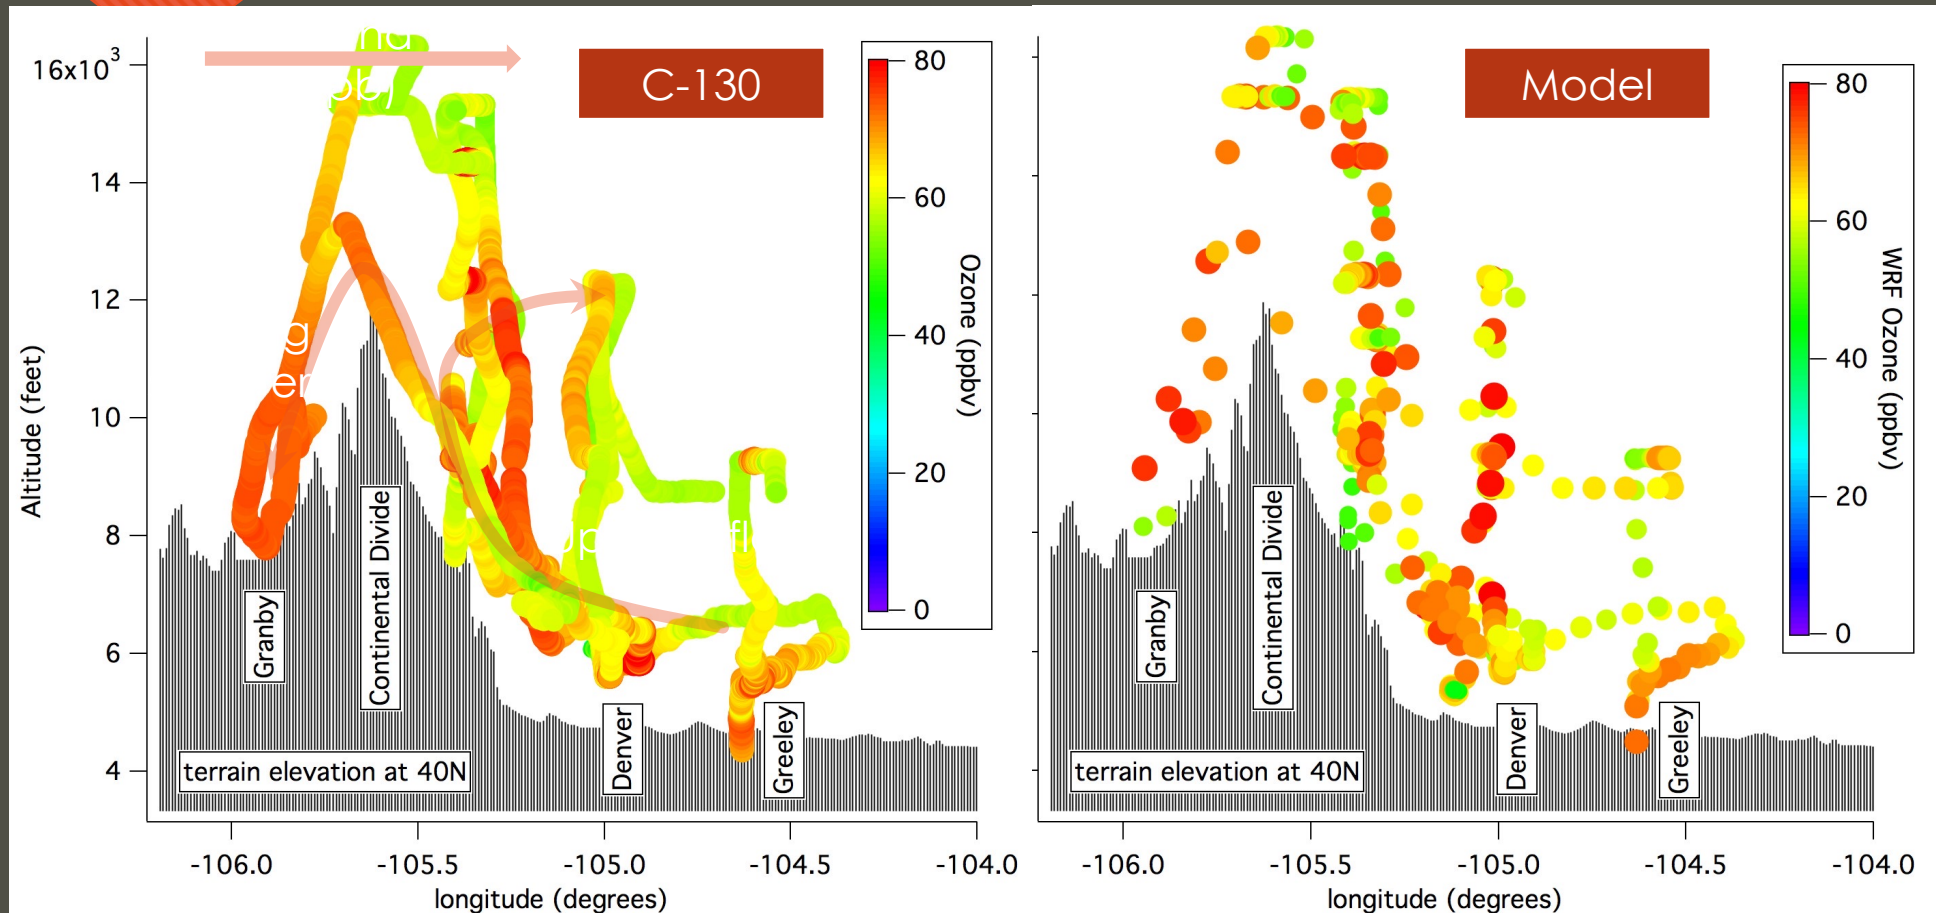 C-130
16x10³
14
12
10
8
6
4
Altitude (feet)
80
60
40
20
0
Ozone (ppbv)
Granby
Continental Divide
Denver
Greeley
terrain elevation at 40N
-106.0
-105.5
-105.0
-104.5
-104.0
longitude (degrees)
Model
80
60
40
20
0
WRF Ozone (ppbv)
Granby
Continental Divide
Denver
Greeley
terrain elevation at 40N
-106.0
-105.5
-105.0
-104.5
-104.0
longitude (degrees)